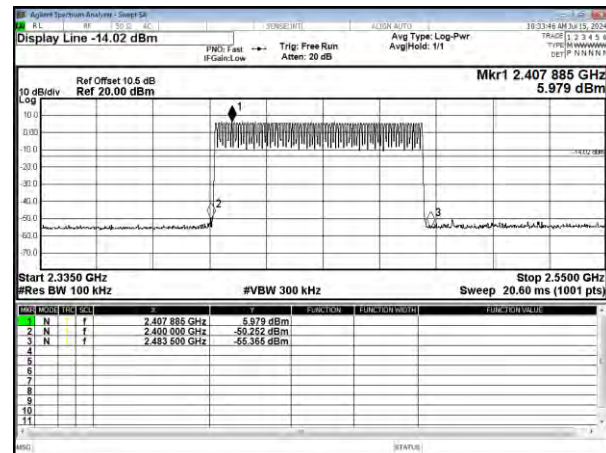 Agilent Spectrum Analyzer - Swept SA
RL RF 50 Ω AC SENSE:INT ALIGN AUTO 10:33:46 AM Jul 15, 2024
Display Line -14.02 dBm
Avg Type: Log-Pwr
TRACE 1 2 3 4 5 6
PNO: Fast Trig: Free Run Avg|Hold: 1/1
TYPE M WWWWW
IFGain:Low Atten: 20 dB
DET P NNNNN
Mkr1 2.407 885 GHz
Ref Offset 10.5 dB
5.979 dBm
10 dB/div Ref 20.00 dBm
Log
10.0
1
0.00
-10.0
-14.02 dBm
-20.0
-30.0
-40.0
2
-50.0
3
-60.0
-70.0
Start 2.3350 GHz Stop 2.5500 GHz
#Res BW 100 kHz #VBW 300 kHz Sweep 20.60 ms (1001 pts)
MKR MODE TRC SCL X Y FUNCTION FUNCTION WIDTH FUNCTION VALUE
1 N f 2.407 885 GHz 5.979 dBm
2 N f 2.400 000 GHz -50.252 dBm
3 N f 2.483 500 GHz -55.365 dBm
4
5
6
7
8
9
10
11
MSG STATUS